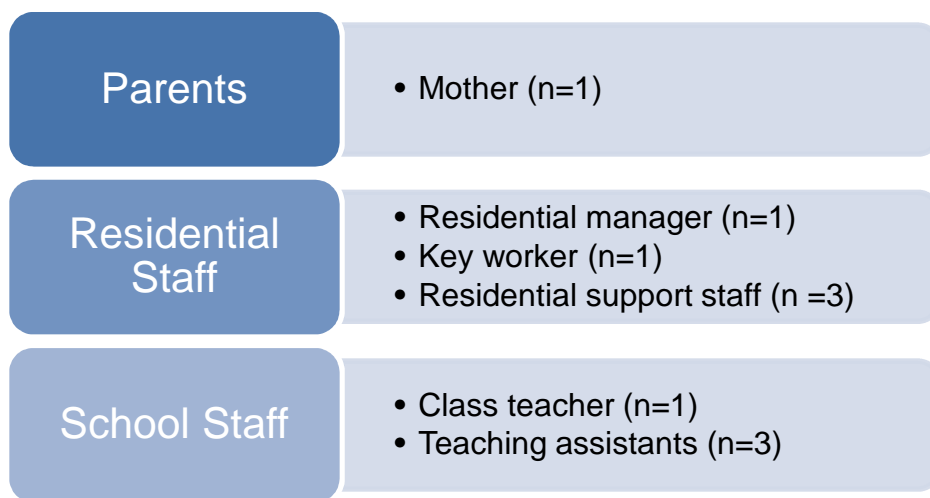 Parents
• Mother (n=1)
Residential
Staff
• Residential manager (n=1)
• Key worker (n=1)
• Residential support staff (n =3)
School Staff
• Class teacher (n=1)
• Teaching assistants (n=3)